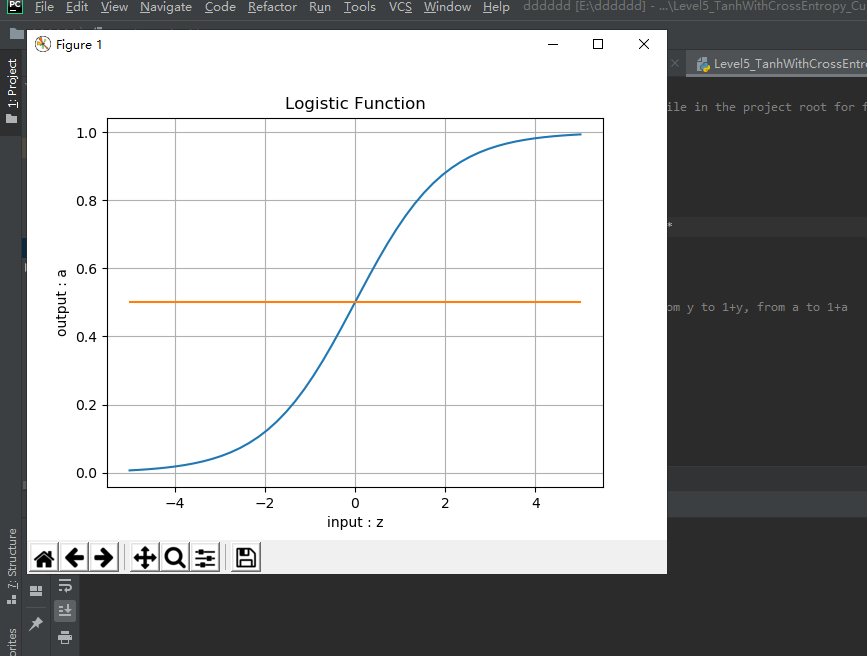 PC File Edit View Navigate Code Refactor Run Tools VCS Window Help dddddd [E:\dddddd] - ...\Level5_TanhWithCrossEntropy_Cu
Figure 1
1: Project
Level5_TanhWithCrossEntro
ile in the project root for f
*
om y to 1+y, from a to 1+a
Logistic Function
1.0
0.8
0.6
0.4
0.2
0.0
output : a
−4 −2 0 2 4
input : z
7: Structure
orites